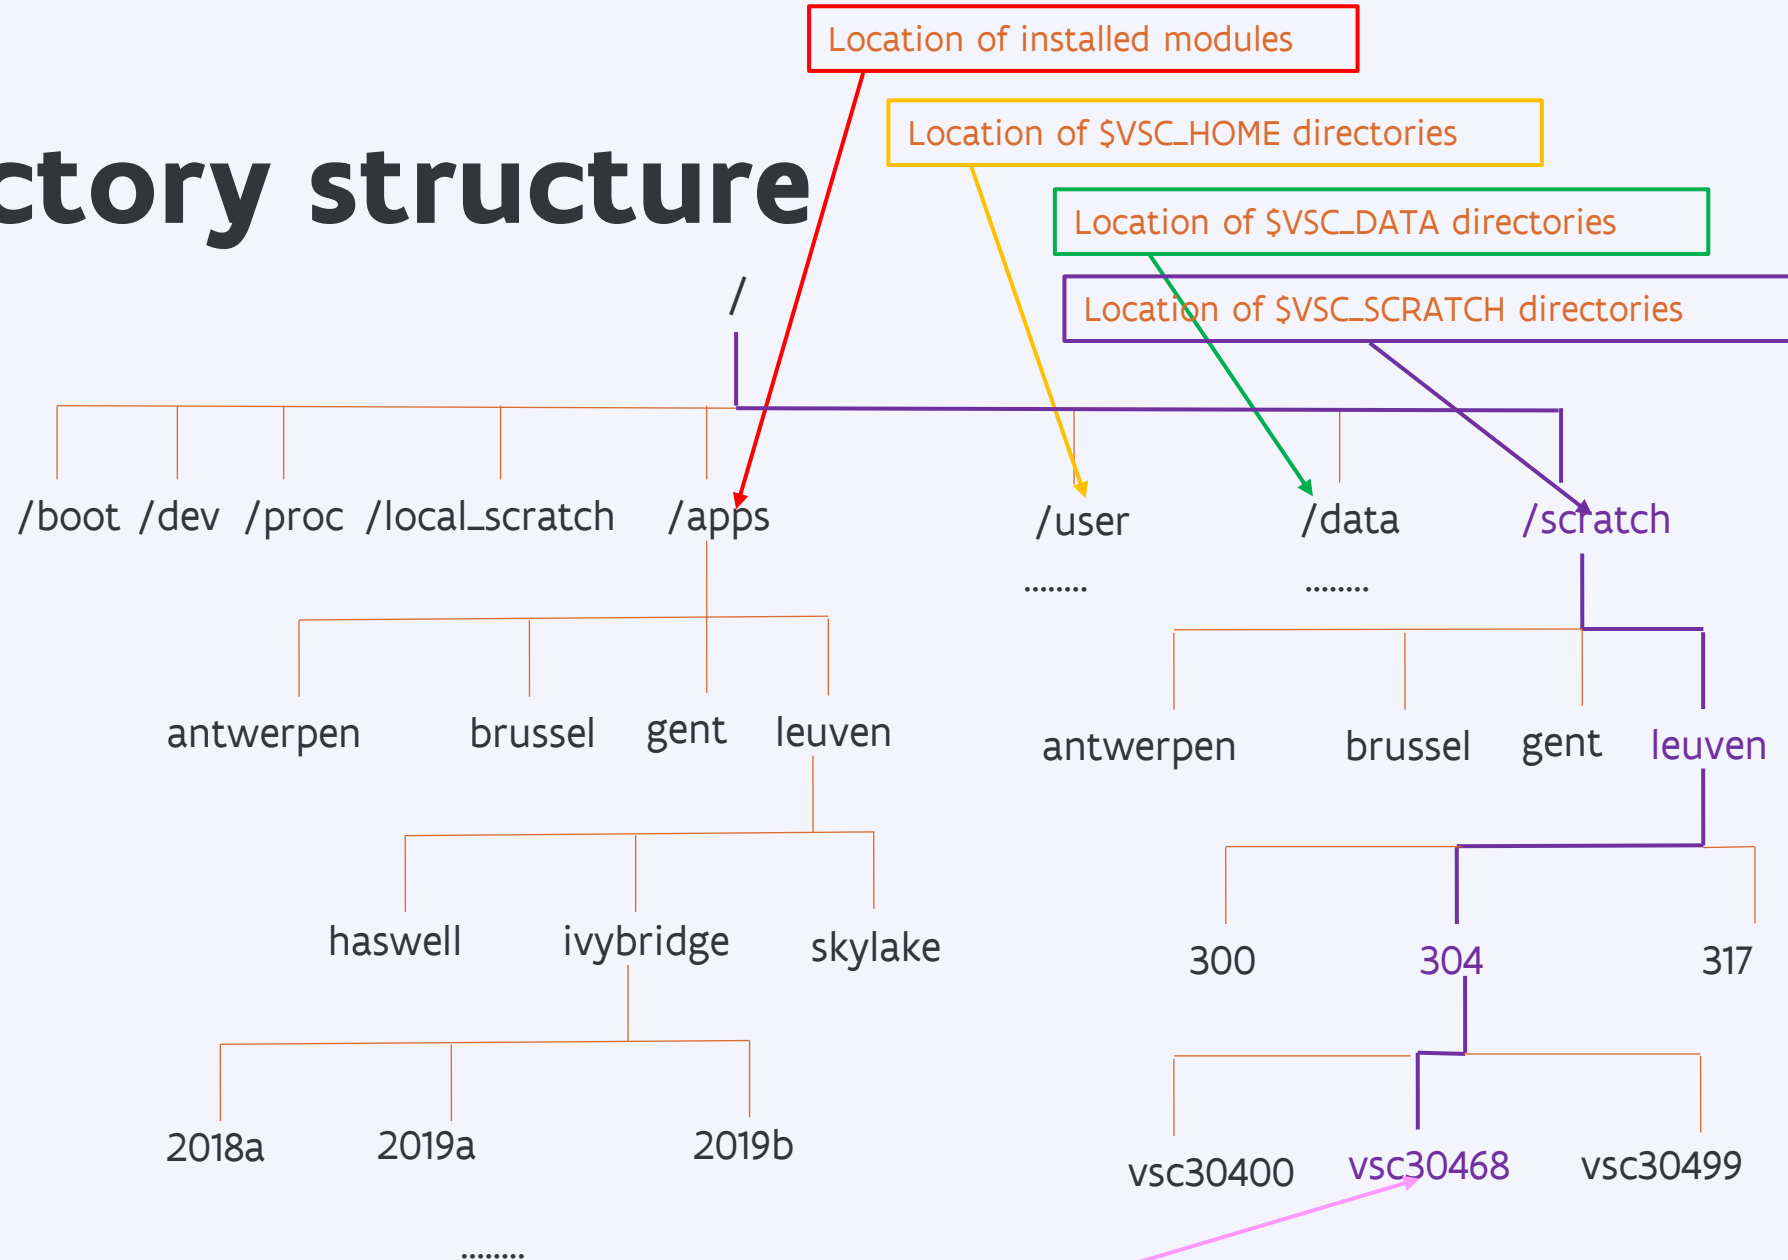 Location of installed modules
Location of $VSC_HOME directories
ctory structure
Location of $VSC_DATA directories
/
Location of $VSC_SCRATCH directories
/boot /dev /proc /local_scratch /apps /user /data /scratch
........ ........
antwerpen brussel gent leuven antwerpen brussel gent leuven
haswell ivybridge skylake 300 304 317
2018a 2019a 2019b vsc30400 vsc30468 vsc30499
........